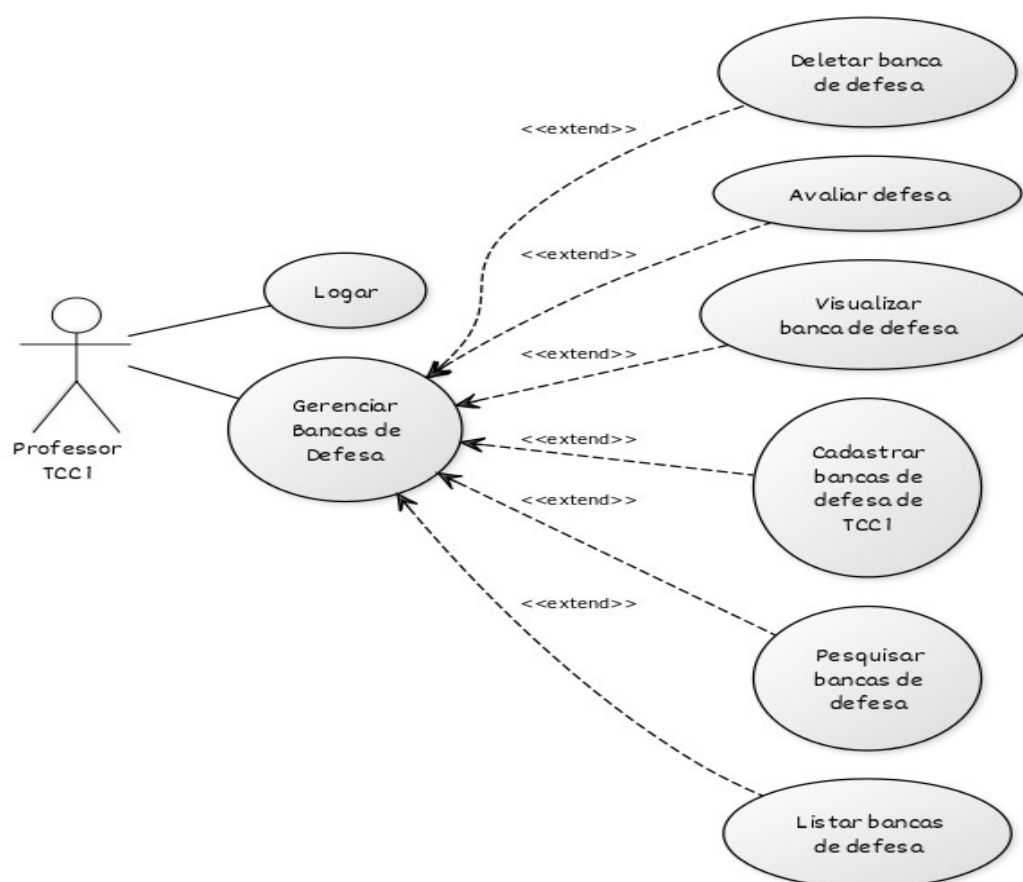 Deletar banca
de defesa
<<extend>>
Avaliar defesa
<<extend>>
Logar
Visualizar
banca de defesa
<<extend>>
Gerenciar
Bancas de
Defesa
Professor
TCC1
<<extend>>
Cadastrar
bancas de
defesa de
TCC1
<<extend>>
<<extend>>
Pesquisar
bancas de
defesa
Listar bancas
de defesa